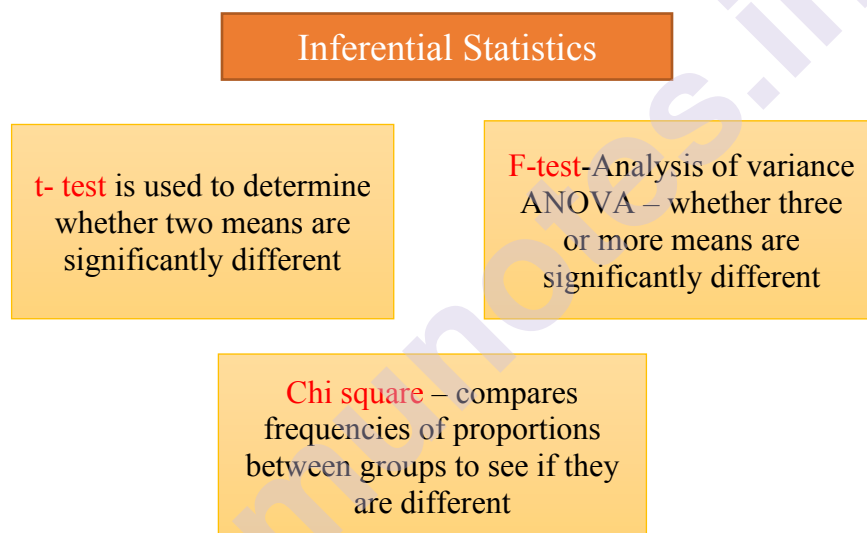 Inferential Statistics
t- test is used to determine
whether two means are
significantly different
F-test-Analysis of variance
ANOVA – whether three
or more means are
significantly different
Chi square – compares
frequencies of proportions
between groups to see if they
are different
munotes.in